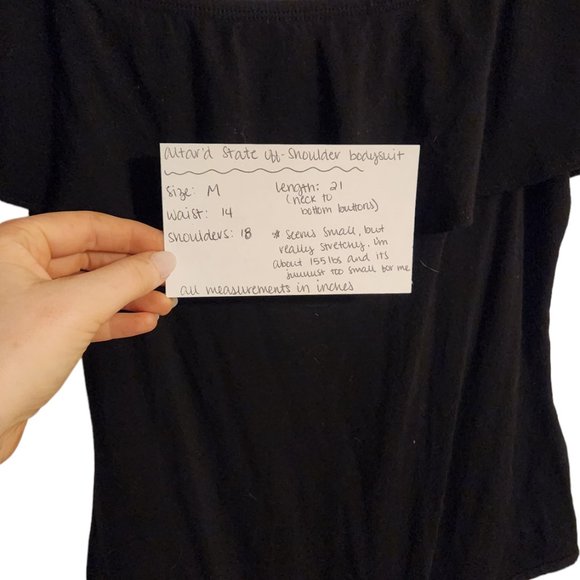 altar'd state off-shoulder bodysuit
size: M
waist: 14
shoulders: 18
length: 21
(neck to
bottom buttons)
* seems small, but
really stretchy. i'm
about 155 lbs and its
juuuust too small for me
all measurements in inches